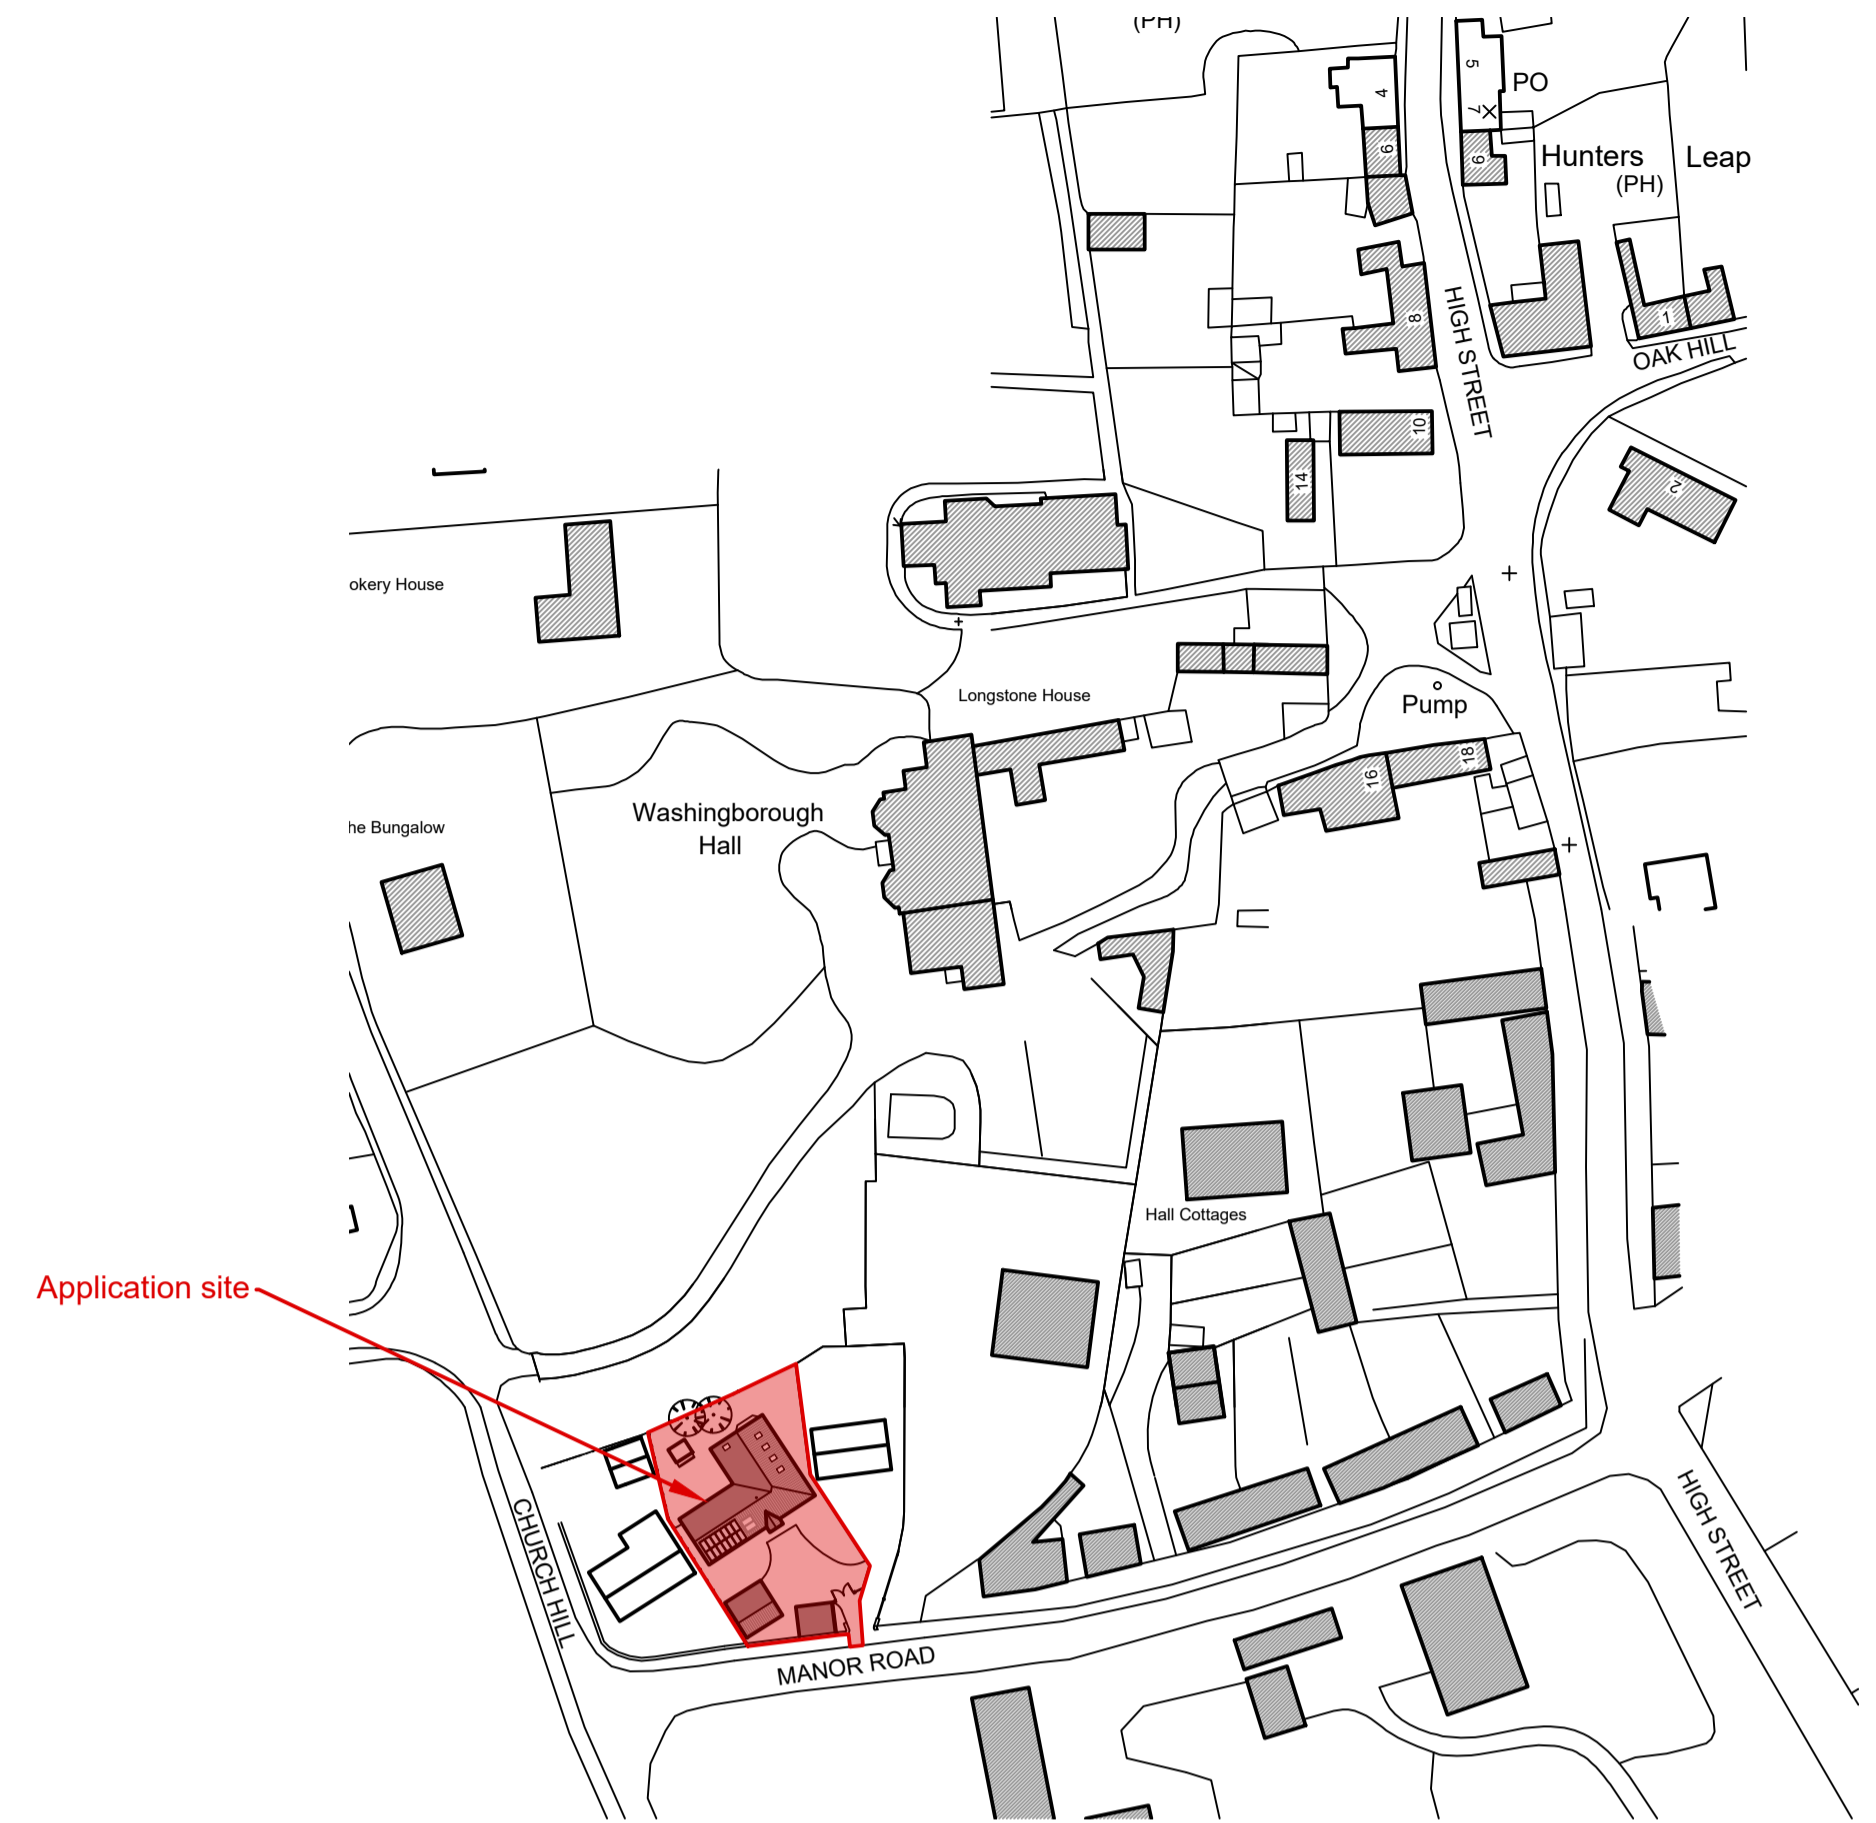 (PH)
5
PO
4
7
6
9
Hunters
Leap
(PH)
HIGH STREET
8
1
OAK HILL
10
14
2
okery House
Longstone House
Pump
18
16
Washingborough
Hall
he Bungalow
Hall Cottages
Application site
CHURCH HILL
HIGH STREET
MANOR ROAD